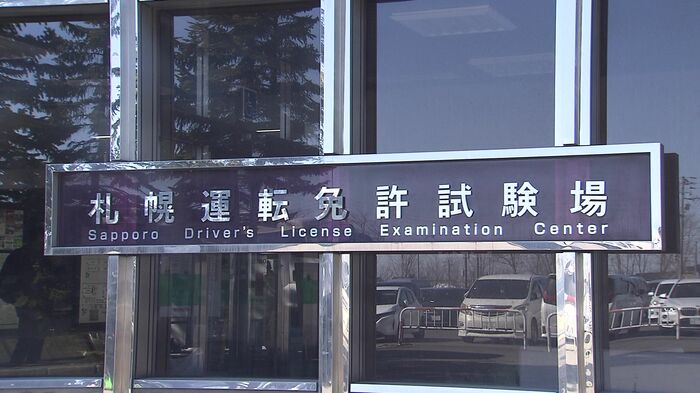 札幌運転免許試験場
Sapporo Driver's License Examination Center